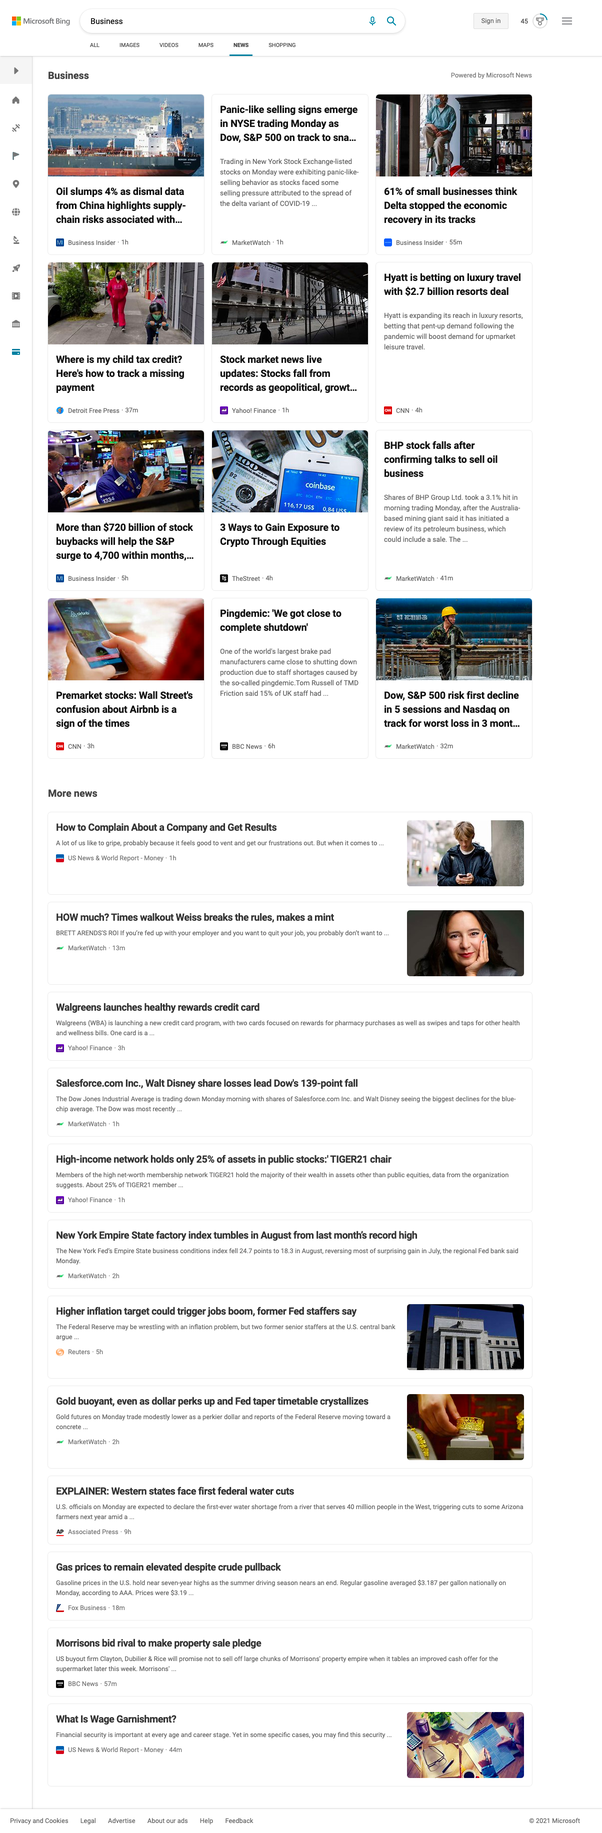 Microsoft Bing
Business
Sign in
45
ALL
IMAGES
VIDEOS
MAPS
NEWS
SHOPPING
Business
Powered by Microsoft News
Oil slumps 4% as dismal data
from China highlights supply-
chain risks associated with...
Business Insider · 1h
Panic-like selling signs emerge
in NYSE trading Monday as
Dow, S&P 500 on track to sna...
Trading in New York Stock Exchange-listed
stocks on Monday were exhibiting panic-like-
selling behavior as stocks faced some
selling pressure attributed to the spread of
the delta variant of COVID-19 ...
MarketWatch · 1h
61% of small businesses think
Delta stopped the economic
recovery in its tracks
Business Insider · 55m
Where is my child tax credit?
Here's how to track a missing
payment
Detroit Free Press · 37m
Stock market news live
updates: Stocks fall from
records as geopolitical, growt...
Yahoo! Finance · 1h
Hyatt is betting on luxury travel
with $2.7 billion resorts deal
Hyatt is expanding its reach in luxury resorts,
betting that pent-up demand following the
pandemic will boost demand for upmarket
leisure travel.
CNN · 4h
More than $720 billion of stock
buybacks will help the S&P
surge to 4,700 within months,...
Business Insider · 5h
coinbase
116.17 US$
0.84 US$
3 Ways to Gain Exposure to
Crypto Through Equities
TheStreet · 4h
BHP stock falls after
confirming talks to sell oil
business
Shares of BHP Group Ltd. took a 3.1% hit in
morning trading Monday, after the Australia-
based mining giant said it has initiated a
review of its petroleum business, which
could include a sale. The ...
MarketWatch · 41m
Premarket stocks: Wall Street's
confusion about Airbnb is a
sign of the times
CNN · 3h
Pingdemic: 'We got close to
complete shutdown'
One of the world's largest brake pad
manufacturers came close to shutting down
production due to staff shortages caused by
the so-called pingdemic.Tom Russell of TMD
Friction said 15% of UK staff had ...
BBC News · 6h
Dow, S&P 500 risk first decline
in 5 sessions and Nasdaq on
track for worst loss in 3 mont...
MarketWatch · 32m
More news
How to Complain About a Company and Get Results
A lot of us like to gripe, probably because it feels good to vent and get our frustrations out. But when it comes to ...
US News & World Report - Money · 1h
HOW much? Times walkout Weiss breaks the rules, makes a mint
BRETT ARENDS'S ROI If you're fed up with your employer and you want to quit your job, you probably don't want to ...
MarketWatch · 13m
Walgreens launches healthy rewards credit card
Walgreens (WBA) is launching a new credit card program, with two cards focused on rewards for pharmacy purchases as well as swipes and taps for other health
and wellness bills. One card is a ...
Yahoo! Finance · 3h
Salesforce.com Inc., Walt Disney share losses lead Dow's 139-point fall
The Dow Jones Industrial Average is trading down Monday morning with shares of Salesforce.com Inc. and Walt Disney seeing the biggest declines for the blue-
chip average. The Dow was most recently ...
MarketWatch · 1h
High-income network holds only 25% of assets in public stocks:' TIGER21 chair
Members of the high net-worth membership network TIGER21 hold the majority of their wealth in assets other than public equities, data from the organization
suggests. About 25% of TIGER21 member ...
Yahoo! Finance · 1h
New York Empire State factory index tumbles in August from last month's record high
The New York Fed's Empire State business conditions index fell 24.7 points to 18.3 in August, reversing most of surprising gain in July, the regional Fed bank said
Monday.
MarketWatch · 2h
Higher inflation target could trigger jobs boom, former Fed staffers say
The Federal Reserve may be wrestling with an inflation problem, but two former senior staffers at the U.S. central bank
argue ...
Reuters · 5h
Gold buoyant, even as dollar perks up and Fed taper timetable crystallizes
Gold futures on Monday trade modestly lower as a perkier dollar and reports of the Federal Reserve moving toward a
concrete ...
MarketWatch · 2h
EXPLAINER: Western states face first federal water cuts
U.S. officials on Monday are expected to declare the first-ever water shortage from a river that serves 40 million people in the West, triggering cuts to some Arizona
farmers next year amid a ...
AP Associated Press · 9h
Gas prices to remain elevated despite crude pullback
Gasoline prices in the U.S. hold near seven-year highs as the summer driving season nears an end. Regular gasoline averaged $3.187 per gallon nationally on
Monday, according to AAA. Prices were $3.19 ...
Fox Business · 18m
Morrisons bid rival to make property sale pledge
US buyout firm Clayton, Dubilier & Rice will promise not to sell off large chunks of Morrisons' property empire when it tables an improved cash offer for the
supermarket later this week. Morrisons' ...
BBC News · 57m
What Is Wage Garnishment?
Financial security is important at every age and career stage. Yet in some specific cases, you may find this security ...
US News & World Report - Money · 44m
Privacy and Cookies
Legal
Advertise
About our ads
Help
Feedback
© 2021 Microsoft